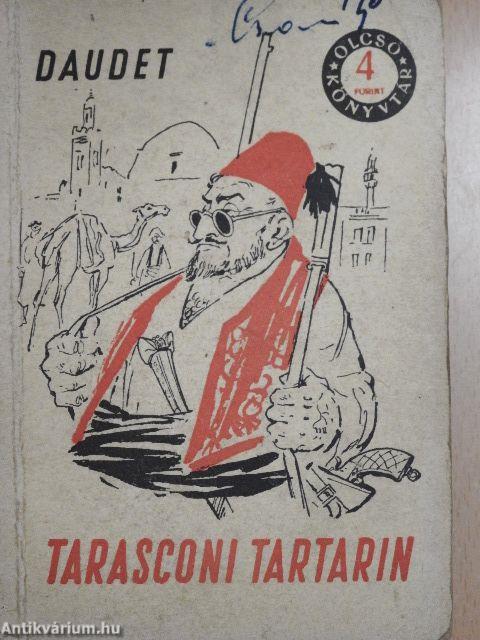 DAUDET
OLCSÓ
KÖNYVTÁR
4
FORINT
TARASCONI TARTARIN
Antikvárium.hu